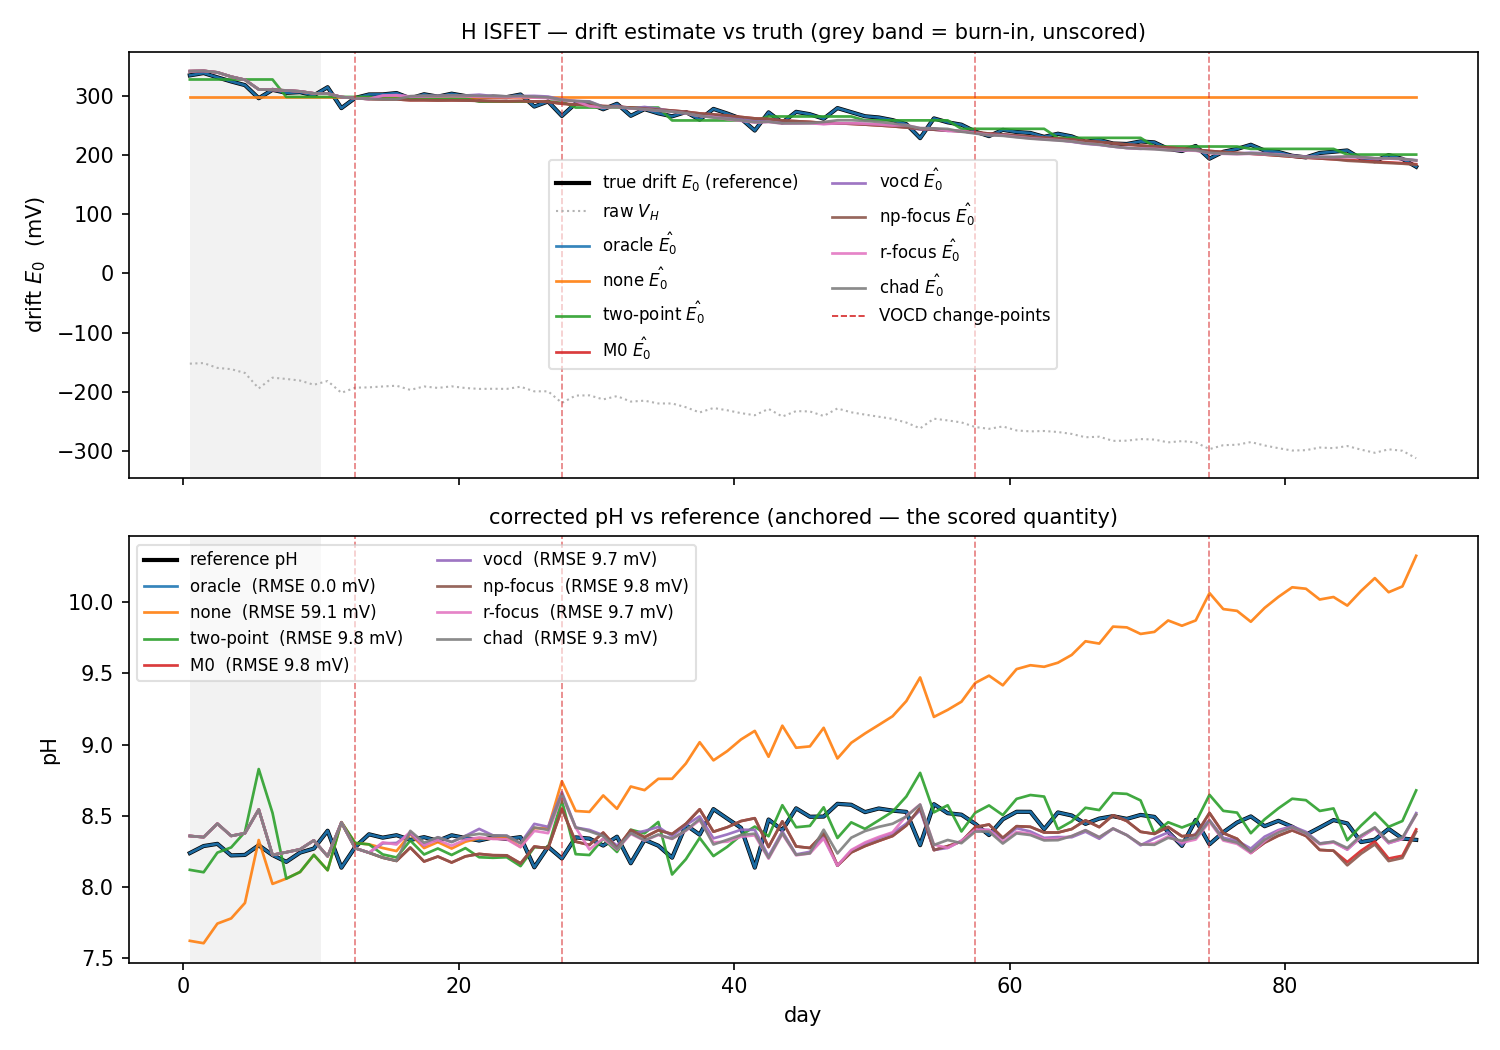 H ISFET — drift estimate vs truth (grey band = burn-in, unscored)
drift E₀ (mV)
300
200
100
0
−100
−200
−300
true drift E₀ (reference)
raw V_H
oracle Ê₀
none Ê₀
two-point Ê₀
M0 Ê₀
vocd Ê₀
np-focus Ê₀
r-focus Ê₀
chad Ê₀
VOCD change-points
corrected pH vs reference (anchored — the scored quantity)
pH
10.0
9.5
9.0
8.5
8.0
7.5
reference pH
oracle (RMSE 0.0 mV)
none (RMSE 59.1 mV)
two-point (RMSE 9.8 mV)
M0 (RMSE 9.8 mV)
vocd (RMSE 9.7 mV)
np-focus (RMSE 9.8 mV)
r-focus (RMSE 9.7 mV)
chad (RMSE 9.3 mV)
0 20 40 60 80
day